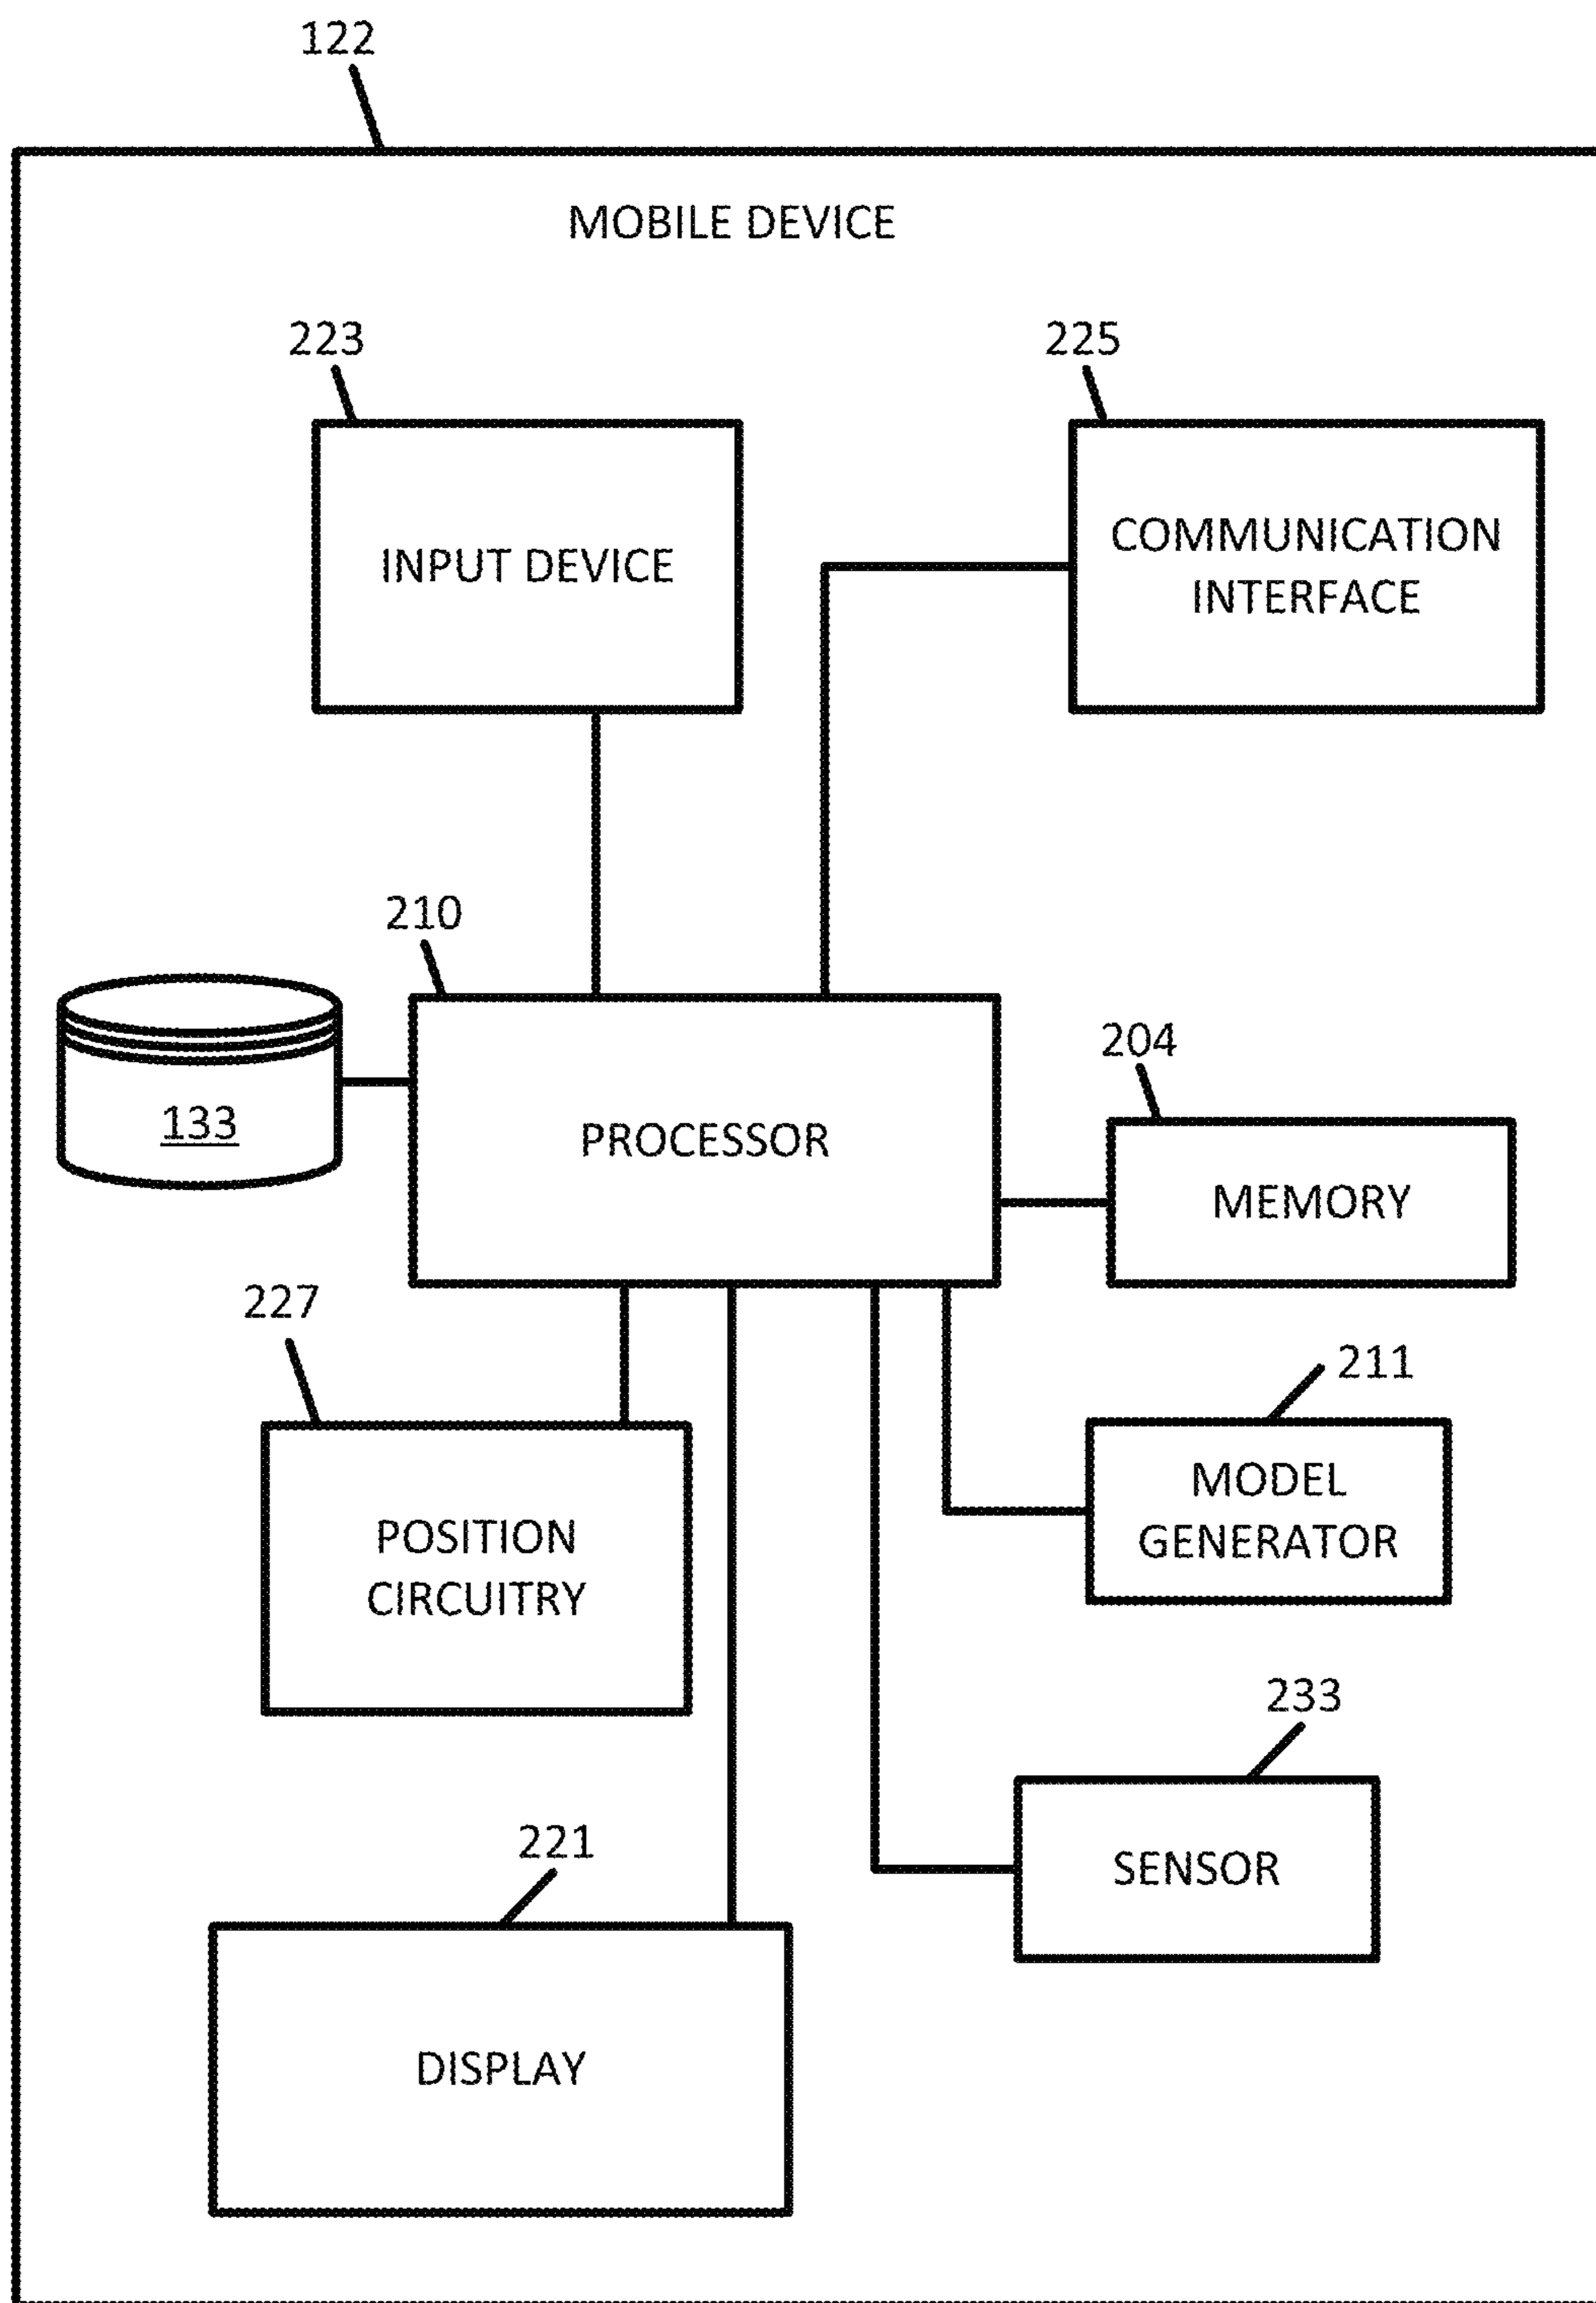 122
MOBILE DEVICE
223
225
INPUT DEVICE
COMMUNICATION
INTERFACE
210
133
PROCESSOR
204
MEMORY
227
POSITION
CIRCUITRY
211
MODEL
GENERATOR
233
SENSOR
221
DISPLAY